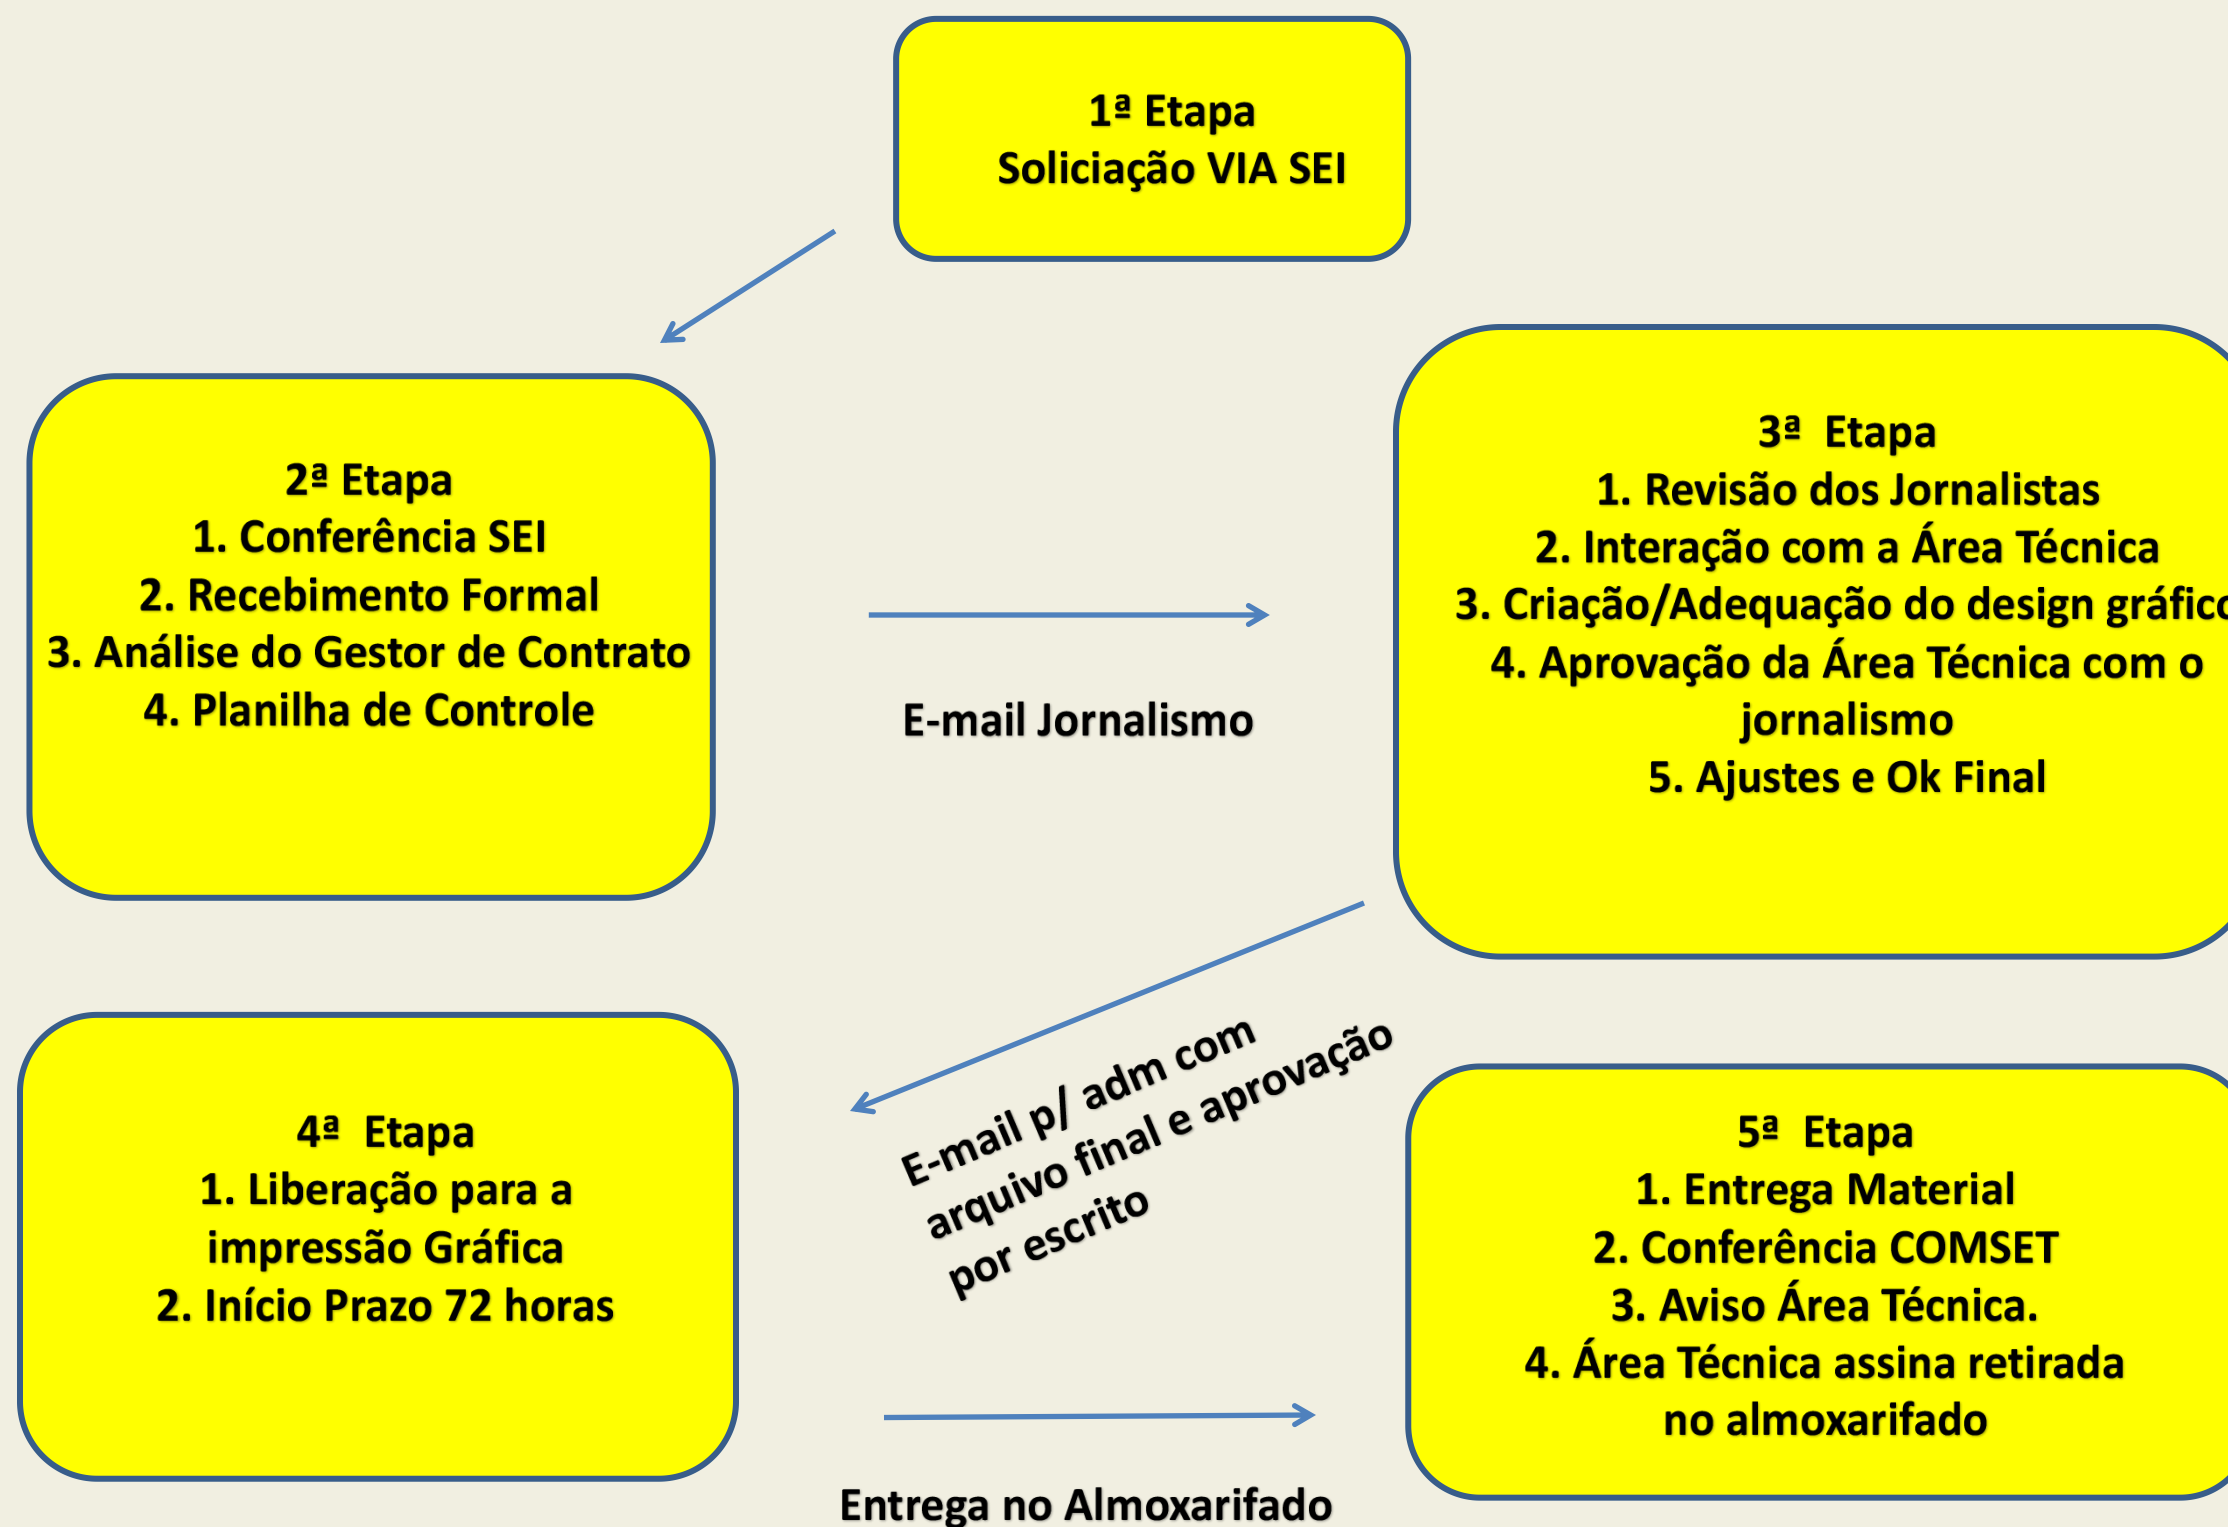 1ª Etapa
Soliciação VIA SEI
2ª Etapa
1. Conferência SEI
2. Recebimento Formal
3. Análise do Gestor de Contrato
4. Planilha de Controle
E-mail Jornalismo
3ª Etapa
1. Revisão dos Jornalistas
2. Interação com a Área Técnica
3. Criação/Adequação do design gráfico
4. Aprovação da Área Técnica com o
jornalismo
5. Ajustes e Ok Final
E-mail p/ adm com
arquivo final e aprovação
por escrito
4ª Etapa
1. Liberação para a
impressão Gráfica
2. Início Prazo 72 horas
Entrega no Almoxarifado
5ª Etapa
1. Entrega Material
2. Conferência COMSET
3. Aviso Área Técnica.
4. Área Técnica assina retirada
no almoxarifado